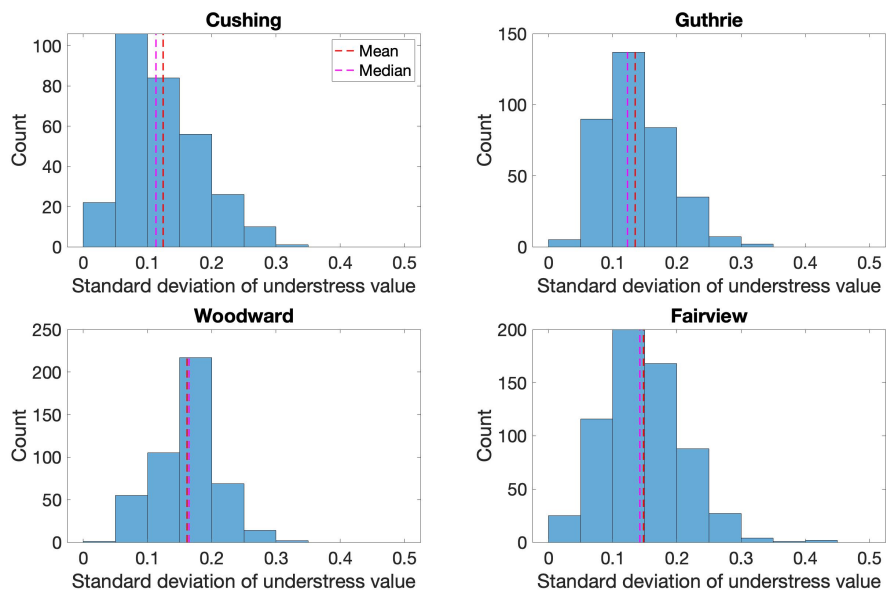 Cushing
100
80
60
40
20
0
Count
Mean
Median
0 0.1 0.2 0.3 0.4 0.5
Standard deviation of understress value
Guthrie
150
100
50
0
Count
0 0.1 0.2 0.3 0.4 0.5
Standard deviation of understress value
Woodward
250
200
150
100
50
0
Count
0 0.1 0.2 0.3 0.4 0.5
Standard deviation of understress value
Fairview
200
150
100
50
0
Count
0 0.1 0.2 0.3 0.4 0.5
Standard deviation of understress value